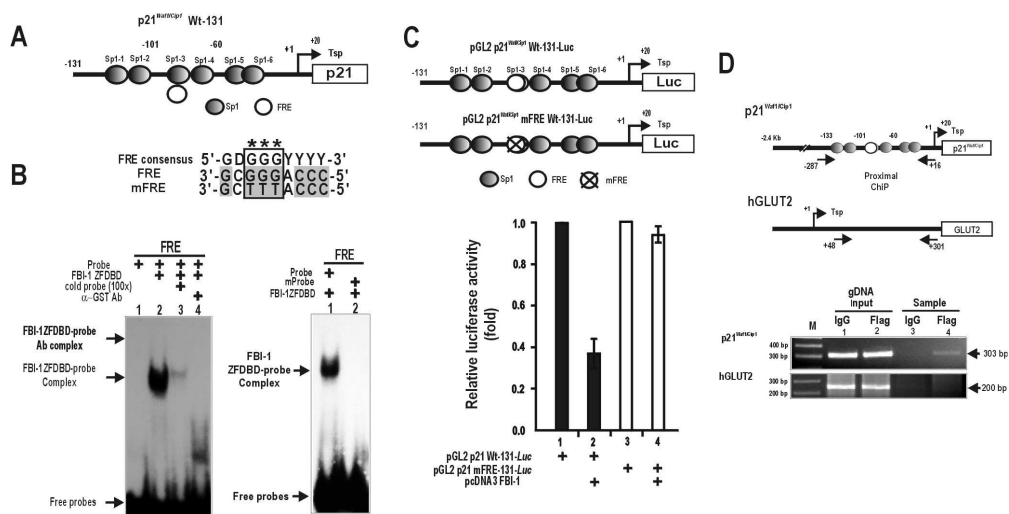 A
p21Waf1/Cip1 Wt-131
-101 -60 +1 +20
Tsp
Sp1-1 Sp1-2 Sp1-3 Sp1-4 Sp1-5 Sp1-6
-131
p21
Sp1 FRE
B
***
FRE consensus 5'-GDGGGYYYY-3'
FRE 3'-GCGGGACCC-5'
mFRE 3'-GCTTTACCC-5'
FRE
Probe + + + +
FBI-1 ZFDBD + + +
cold probe (100x) +
α-GST Ab +
1 2 3 4
FBI-1ZFDBD-probe
Ab complex
FBI-1ZFDBD-probe
Complex
Free probes
FRE
Probe +
mProbe +
FBI-1ZFDBD + +
1 2
FBI-1
ZFDBD-probe
Complex
Free probes
C
pGL2 p21Waf1/Cip1 Wt-131-Luc
+1 +20
Sp1-1 Sp1-2 Sp1-3 Sp1-4 Sp1-5 Sp1-6
Tsp
-131
Luc
pGL2 p21Waf1/Cip1 mFRE Wt-131-Luc
+1 +20
Tsp
-131
Luc
Sp1 FRE mFRE
Relative luciferase activity
(fold)
1.0
0.8
0.6
0.4
0.2
0.0
1 2 3 4
pGL2 p21 Wt-131-Luc + +
pGL2 p21 mFRE-131-Luc + +
pcDNA3 FBI-1 + +
D
p21Waf1/Cip1
+1 +20
-2.4 Kb -133 -101 -60
Tsp
p21Waf1/Cip1
-287 +16
Proximal
ChiP
hGLUT2
+1 Tsp
GLUT2
+48 +301
gDNA
Input Sample
IgG Flag IgG Flag
M 1 2 3 4
p21Waf1/Cip1
400 bp
300 bp
303 bp
hGLUT2
300 bp
200 bp
200 bp